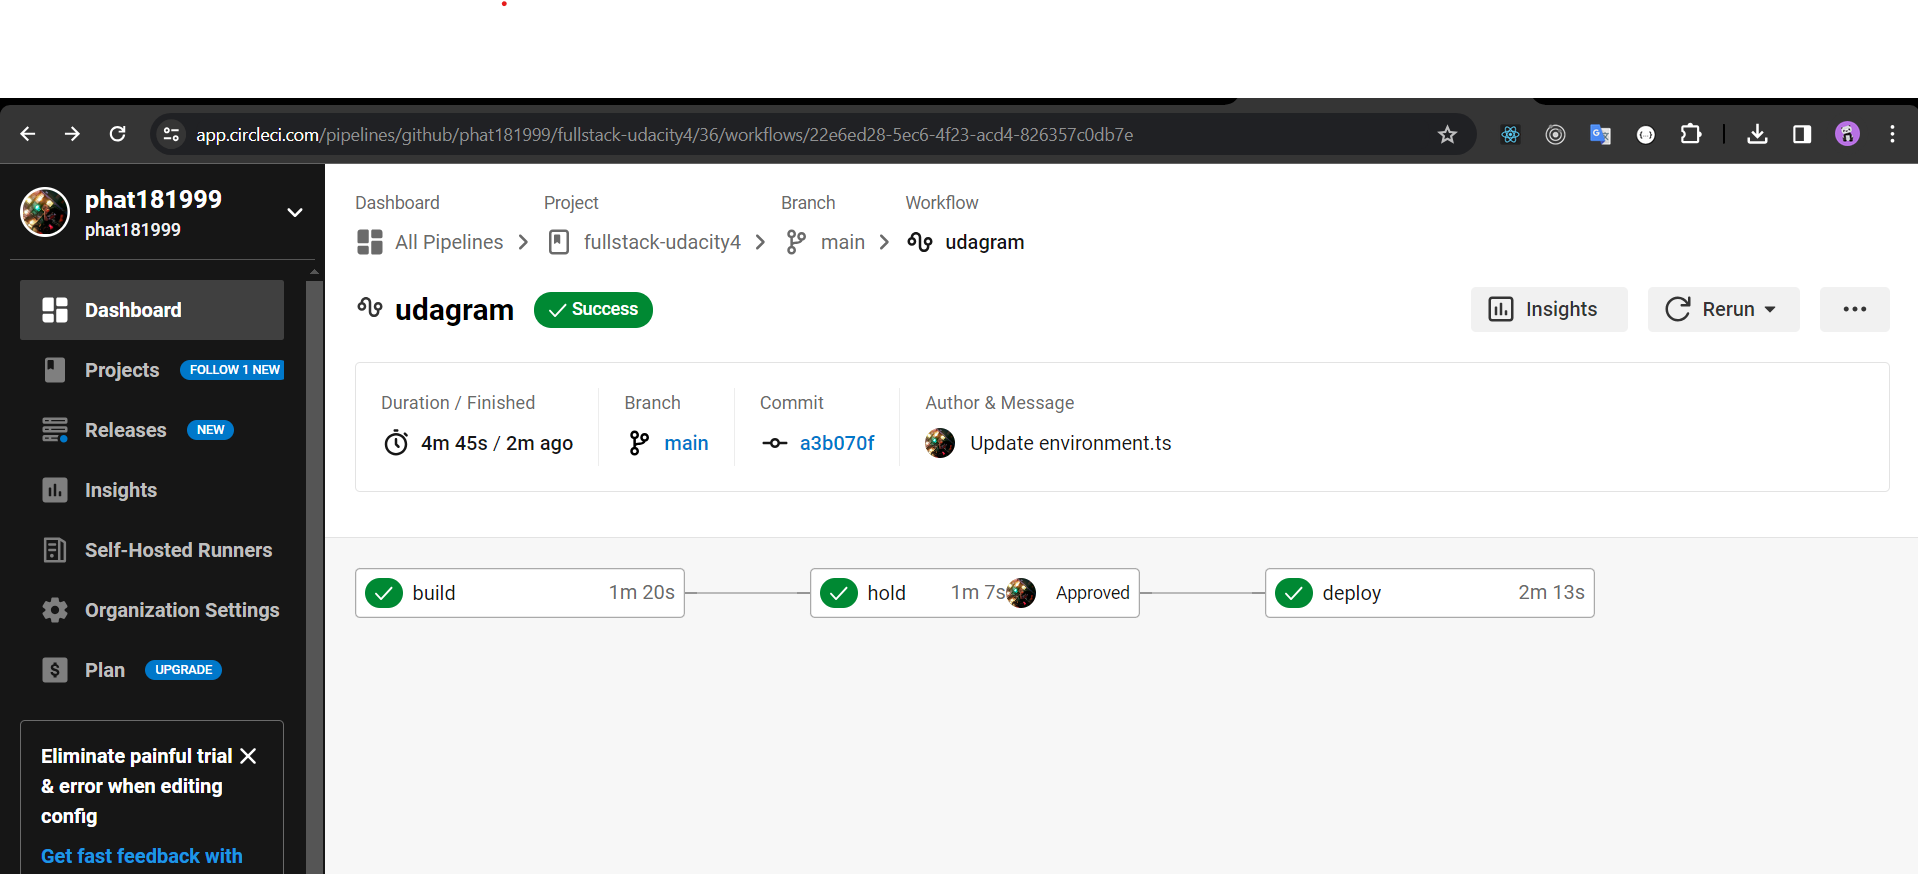 app.circleci.com/pipelines/github/phat181999/fullstack-udacity4/36/workflows/22e6ed28-5ec6-4f23-acd4-826357c0db7e
phat181999
phat181999
Dashboard
Projects FOLLOW 1 NEW
Releases NEW
Insights
Self-Hosted Runners
Organization Settings
Plan UPGRADE
Eliminate painful trial
& error when editing
config
Get fast feedback with
Dashboard Project Branch Workflow
All Pipelines fullstack-udacity4 main udagram
udagram Success
Insights Rerun
Duration / Finished Branch Commit Author & Message
4m 45s / 2m ago main a3b070f Update environment.ts
build 1m 20s hold 1m 7s Approved deploy 2m 13s